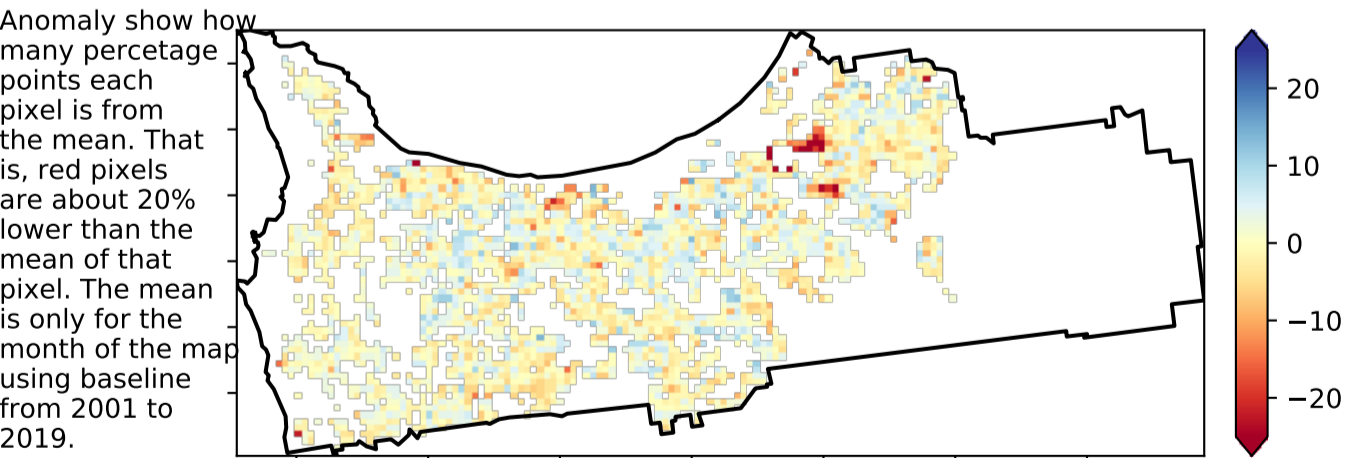 Anomaly show how
many percetage
points each
pixel is from
the mean. That
is, red pixels
are about 20%
lower than the
mean of that
pixel. The mean
is only for the
month of the map
using baseline
from 2001 to
2019.
20
10
0
−10
−20